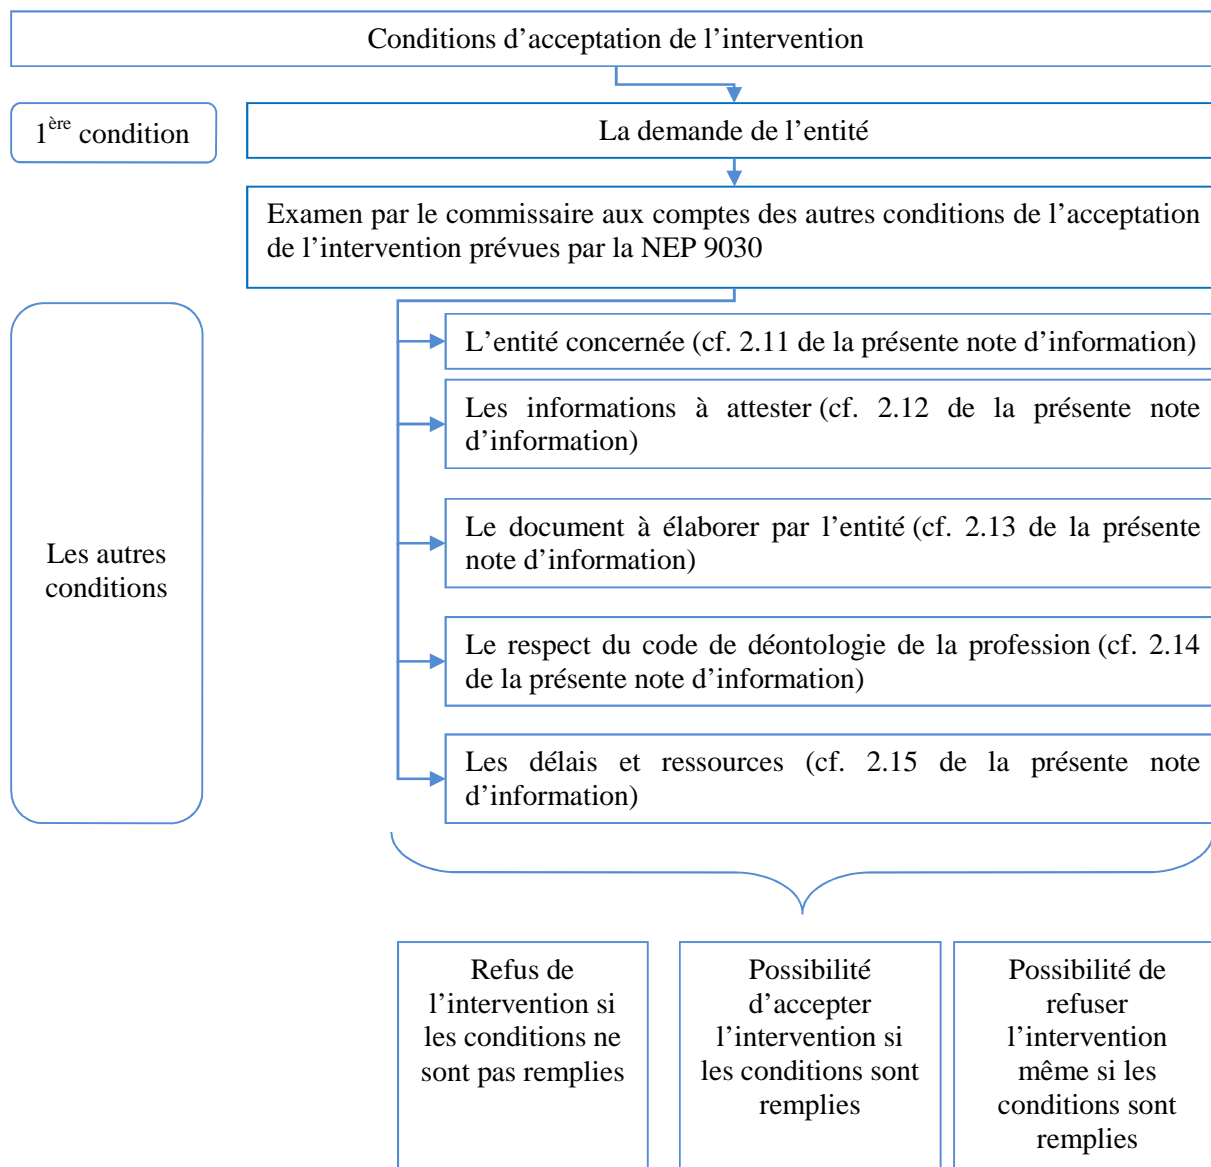 Conditions d’acceptation de l’intervention
1ère condition
La demande de l’entité
Examen par le commissaire aux comptes des autres conditions de l’acceptation
de l’intervention prévues par la NEP 9030
Les autres
conditions
L’entité concernée (cf. 2.11 de la présente note d’information)
Les informations à attester (cf. 2.12 de la présente note
d’information)
Le document à élaborer par l’entité (cf. 2.13 de la présente
note d’information)
Le respect du code de déontologie de la profession (cf. 2.14
de la présente note d’information)
Les délais et ressources (cf. 2.15 de la présente note
d’information)
Refus de
l’intervention si
les conditions ne
sont pas remplies
Possibilité
d’accepter
l’intervention si
les conditions sont
remplies
Possibilité de
refuser
l’intervention
même si les
conditions sont
remplies